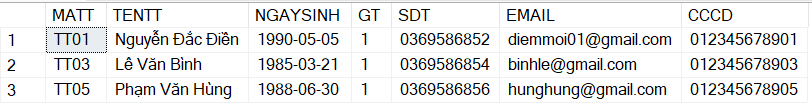 MATT TENTT NGAYSINH GT SDT EMAIL CCCD
1 TT01 Nguyễn Đắc Điền 1990-05-05 1 0369586852 diemmoi01@gmail.com 012345678901
2 TT03 Lê Văn Bình 1985-03-21 1 0369586854 binhle@gmail.com 012345678903
3 TT05 Phạm Văn Hùng 1988-06-30 1 0369586856 hunghung@gmail.com 012345678905